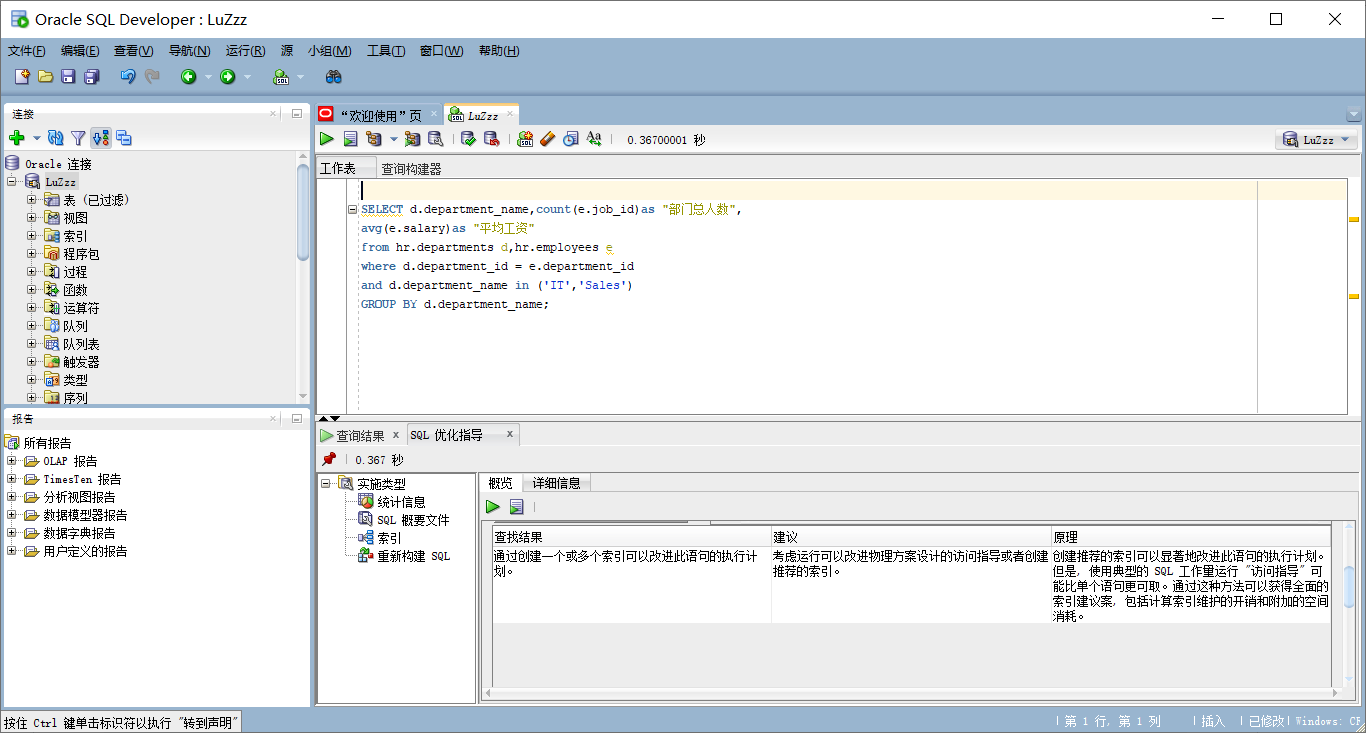 Oracle SQL Developer : LuZzz
文件(F) 编辑(E) 查看(V) 导航(N) 运行(R) 源 小组(M) 工具(T) 窗口(W) 帮助(H)
连接
Oracle 连接
LuZzz
表 (已过滤)
视图
索引
程序包
过程
函数
运算符
队列
队列表
触发器
类型
序列
报告
所有报告
OLAP 报告
TimesTen 报告
分析视图报告
数据模型器报告
数据字典报告
用户定义的报告
“欢迎使用”页 LuZzz
0.36700001 秒 LuZzz
工作表 查询构建器
SELECT d.department_name,count(e.job_id)as "部门总人数",
avg(e.salary)as "平均工资"
from hr.departments d,hr.employees e
where d.department_id = e.department_id
and d.department_name in ('IT','Sales')
GROUP BY d.department_name;
查询结果 x SQL 优化指导 x
0.367 秒
实施类型
统计信息
SQL 概要文件
索引
重新构建 SQL
概览 详细信息
查找结果 建议 原理
通过创建一个或多个索引可以改进此语句的执行计
划。
考虑运行可以改进物理方案设计的访问指导或者创建
推荐的索引。
创建推荐的索引可以显著地改进此语句的执行计划。
但是, 使用典型的 SQL 工作量运行 "访问指导" 可
能比单个语句更可取。通过这种方法可以获得全面的
索引建议案, 包括计算索引维护的开销和附加的空间
消耗。
按住 Ctrl 键单击标识符以执行 "转到声明"
第 1 行, 第 1 列 插入 已修改 Windows: CF